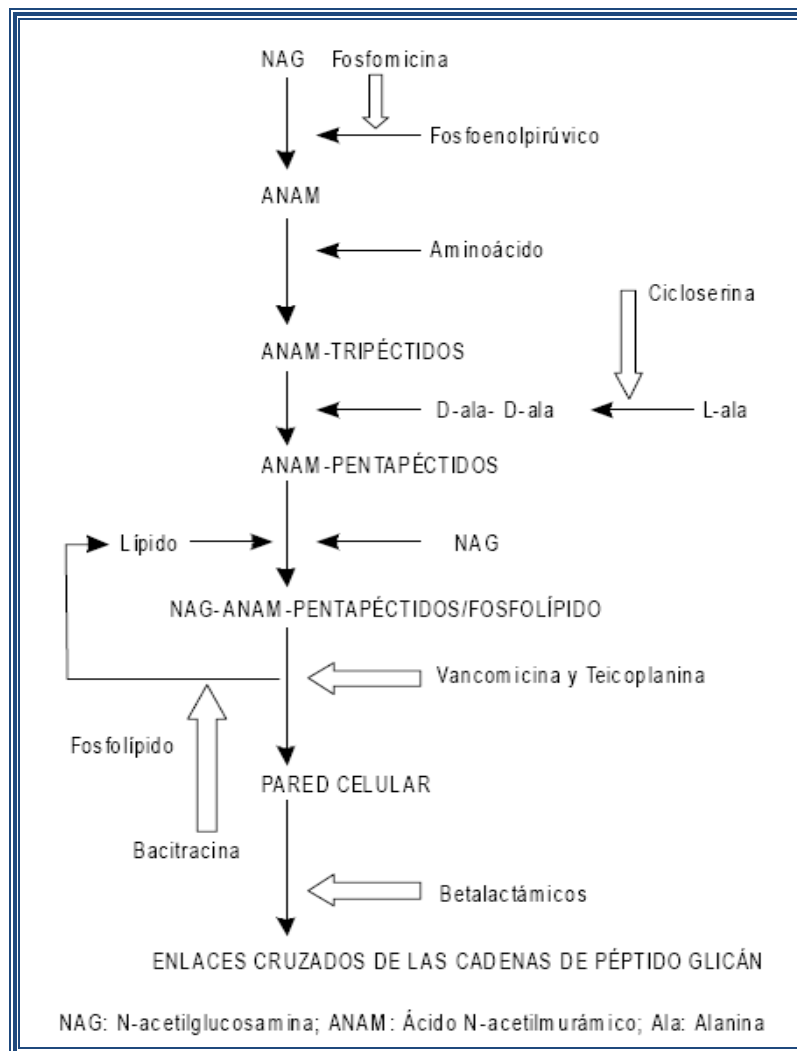 NAG Fosfomicina
Fosfoenolpirúvico
ANAM
Aminoácido
Cicloserina
ANAM-TRIPÉCTIDOS
D-ala- D-ala L-ala
ANAM-PENTAPÉCTIDOS
Lípido NAG
NAG-ANAM-PENTAPÉCTIDOS/FOSFOLÍPIDO
Vancomicina y Teicoplanina
Fosfolípido
PARED CELULAR
Bacitracina
Betalactámicos
ENLACES CRUZADOS DE LAS CADENAS DE PÉPTIDO GLICÁN
NAG: N-acetilglucosamina; ANAM: Ácido N-acetilmurámico; Ala: Alanina